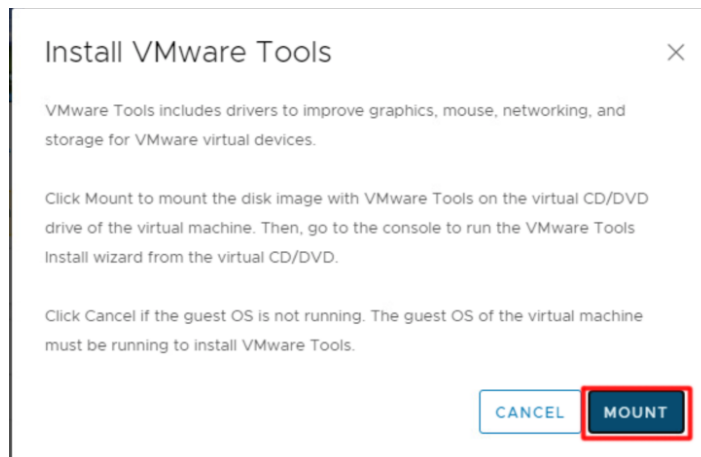 Install VMware Tools
VMware Tools includes drivers to improve graphics, mouse, networking, and
storage for VMware virtual devices.
Click Mount to mount the disk image with VMware Tools on the virtual CD/DVD
drive of the virtual machine. Then, go to the console to run the VMware Tools
Install wizard from the virtual CD/DVD.
Click Cancel if the guest OS is not running. The guest OS of the virtual machine
must be running to install VMware Tools.
CANCEL MOUNT